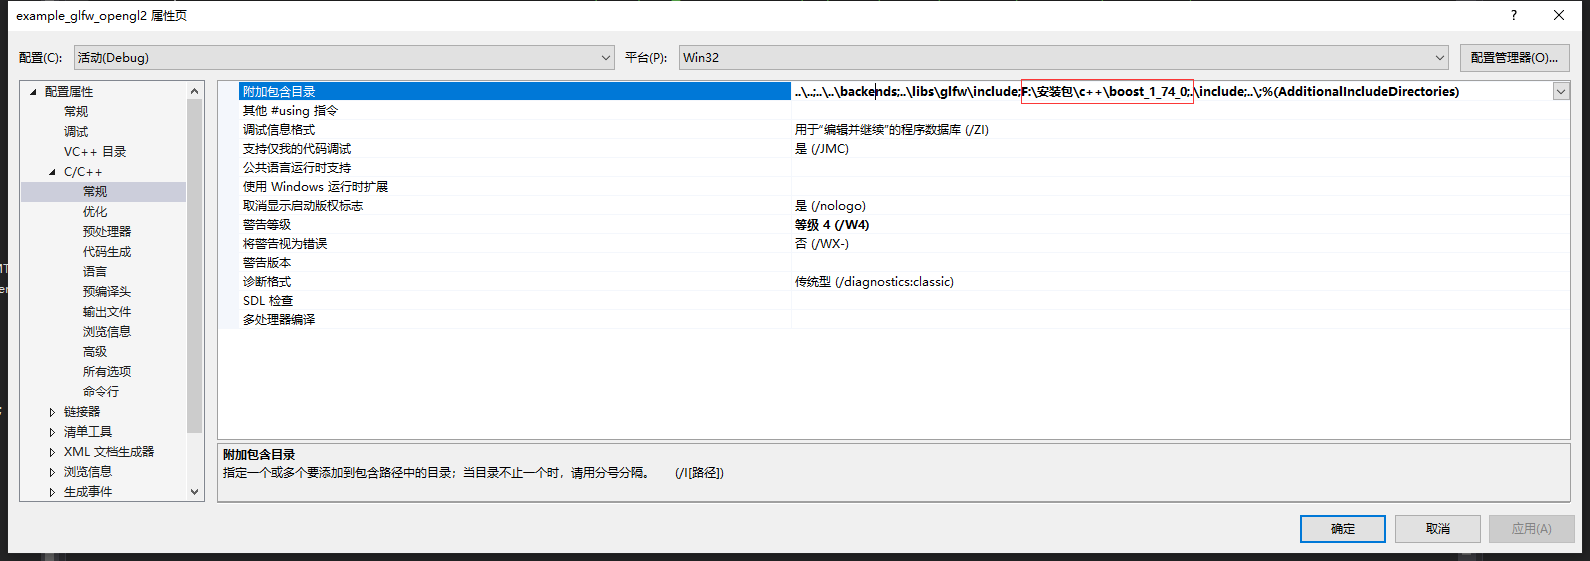 example_glfw_opengl2 属性页
配置(C): 活动(Debug) 平台(P): Win32 配置管理器(O)...
配置属性
常规
调试
VC++ 目录
C/C++
常规
优化
预处理器
代码生成
语言
预编译头
输出文件
浏览信息
高级
所有选项
命令行
链接器
清单工具
XML 文档生成器
浏览信息
生成事件
附加包含目录 ..\..;..\..\backends;..\libs\glfw\include;F:\安装包\c++\boost_1_74_0;.\include;..\;%(AdditionalIncludeDirectories)
其他 #using 指令
调试信息格式 用于“编辑并继续”的程序数据库 (/ZI)
支持仅我的代码调试 是 (/JMC)
公共语言运行时支持
使用 Windows 运行时扩展
取消显示启动版权标志 是 (/nologo)
警告等级 等级 4 (/W4)
将警告视为错误 否 (/WX-)
警告版本
诊断格式 传统型 (/diagnostics:classic)
SDL 检查
多处理器编译
附加包含目录
指定一个或多个要添加到包含路径中的目录；当目录不止一个时，请用分号分隔。 (/I[路径])
确定 取消 应用(A)